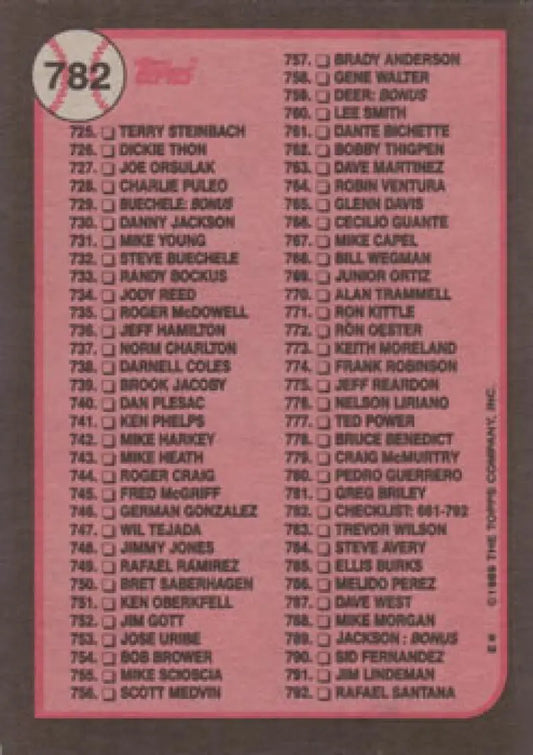 782 Topps
725. TERRY STEINBACH
726. DICKIE THON
727. JOE ORSULAK
728. CHARLIE PULEO
729. BUECHELE: BONUS
730. DANNY JACKSON
731. MIKE YOUNG
732. STEVE BUECHELE
733. RANDY BOCKUS
734. JODY REED
735. ROGER McDOWELL
736. JEFF HAMILTON
737. NORM CHARLTON
738. DARNELL COLES
739. BROOK JACOBY
740. DAN PLESAC
741. KEN PHELPS
742. MIKE HARKEY
743. MIKE HEATH
744. ROGER CRAIG
745. FRED McGRIFF
746. GERMAN GONZALEZ
747. WIL TEJADA
748. JIMMY JONES
749. RAFAEL RAMIREZ
750. BRET SABERHAGEN
751. KEN OBERKFELL
752. JIM GOTT
753. JOSE URIBE
754. BOB BROWER
755. MIKE SCIOSCIA
756. SCOTT MEDVIN
757. BRADY ANDERSON
758. GENE WALTER
759. DEER: BONUS
760. LEE SMITH
761. DANTE BICHETTE
762. BOBBY THIGPEN
763. DAVE MARTINEZ
764. ROBIN VENTURA
765. GLENN DAVIS
766. CECILIO GUANTE
767. MIKE CAPEL
768. BILL WEGMAN
769. JUNIOR ORTIZ
770. ALAN TRAMMELL
771. RON KITTLE
772. RON OESTER
773. KEITH MORELAND
774. FRANK ROBINSON
775. JEFF REARDON
776. NELSON LIRIANO
777. TED POWER
778. BRUCE BENEDICT
779. CRAIG McMURTRY
780. PEDRO GUERRERO
781. GREG BRILEY
782. CHECKLIST: 661-792
783. TREVOR WILSON
784. STEVE AVERY
785. ELLIS BURKS
786. MELIDO PEREZ
787. DAVE WEST
788. MIKE MORGAN
789. JACKSON : BONUS
790. SID FERNANDEZ
791. JIM LINDEMAN
792. RAFAEL SANTANA
©1989 THE TOPPS COMPANY, INC.